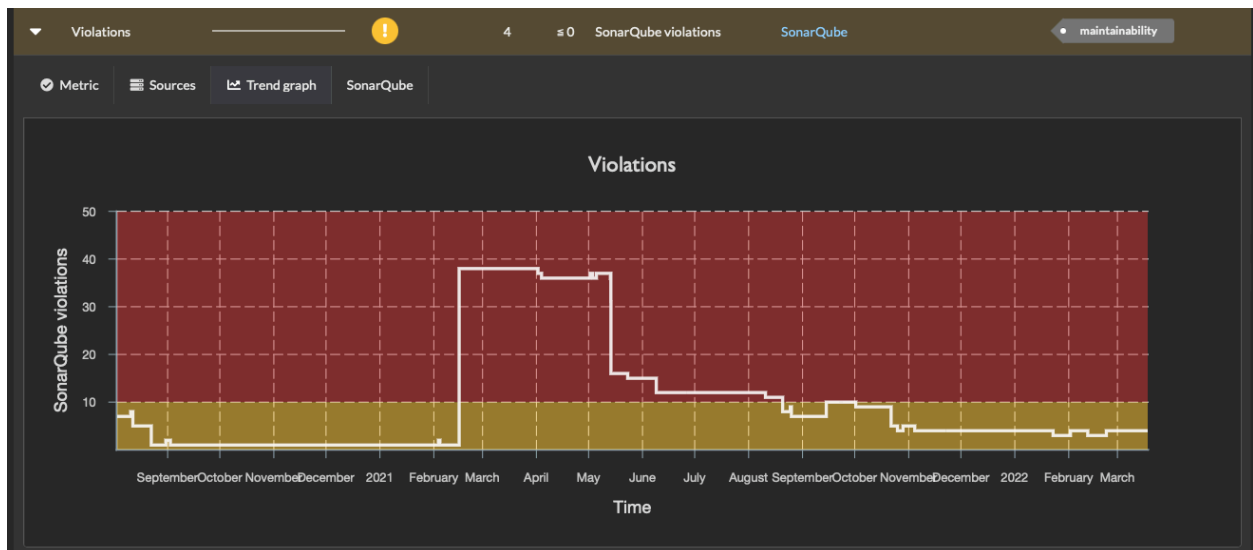 Violations 4 ≤ 0 SonarQube violations SonarQube maintainability
Metric Sources Trend graph SonarQube
Violations
50
40
30
20
10
SonarQube violations
September October November December 2021 February March April May June July August September October November December 2022 February March
Time